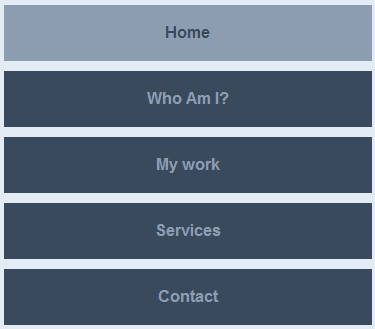 Home
Who Am I?
My work
Services
Contact